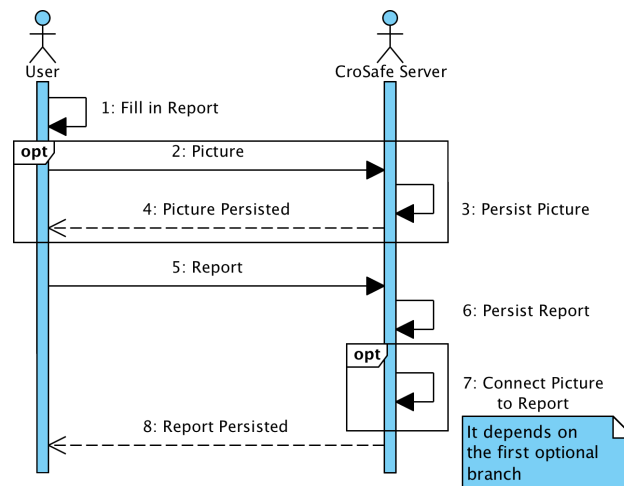 User
CroSafe Server
1: Fill in Report
opt
2: Picture
3: Persist Picture
4: Picture Persisted
5: Report
6: Persist Report
opt
7: Connect Picture
to Report
8: Report Persisted
It depends on
the first optional
branch